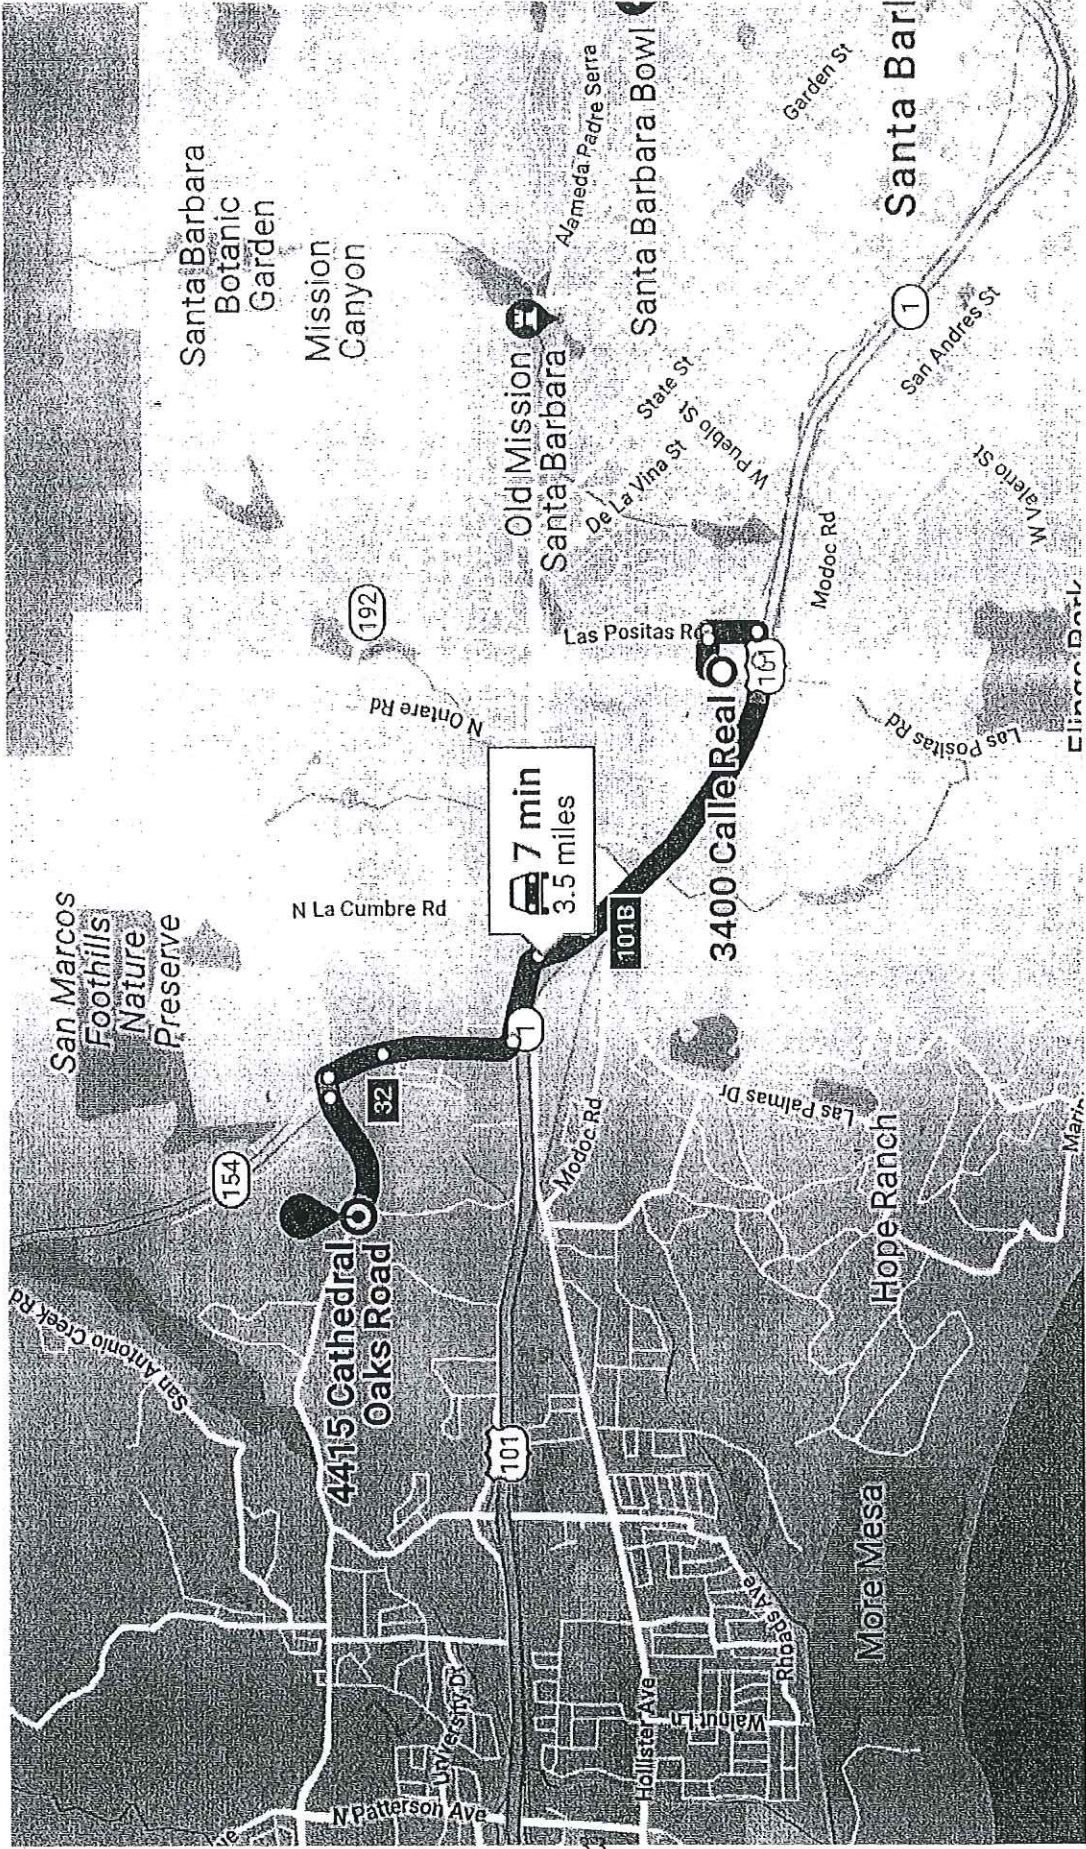 San Marcos
Foothills
Nature
Preserve
Santa Barbara
Botanic
Garden
Mission
Canyon
San Antonio Creek Rd
154
192
N La Cumbre Rd
N Ontare Rd
4415 Cathedral
Oaks Road
32
7 min
3.5 miles
Old Mission
Santa Barbara
Alameda Padre Serra
Santa Barbara Bowl
State St
De La Vina St
W Pueblo St
Garden St
Santa Bar
Las Positas Rd
101
1
101B
101
3400 Calle Real
Modoc Rd
1
San Andres St
W Valerio St
Las Positas Rd
Modoc Rd
Las Palmas Dr
Hope Ranch
More Mesa
University Dr
N Patterson Ave
Hollister Ave
Walnut Ln
Rhoads Ave